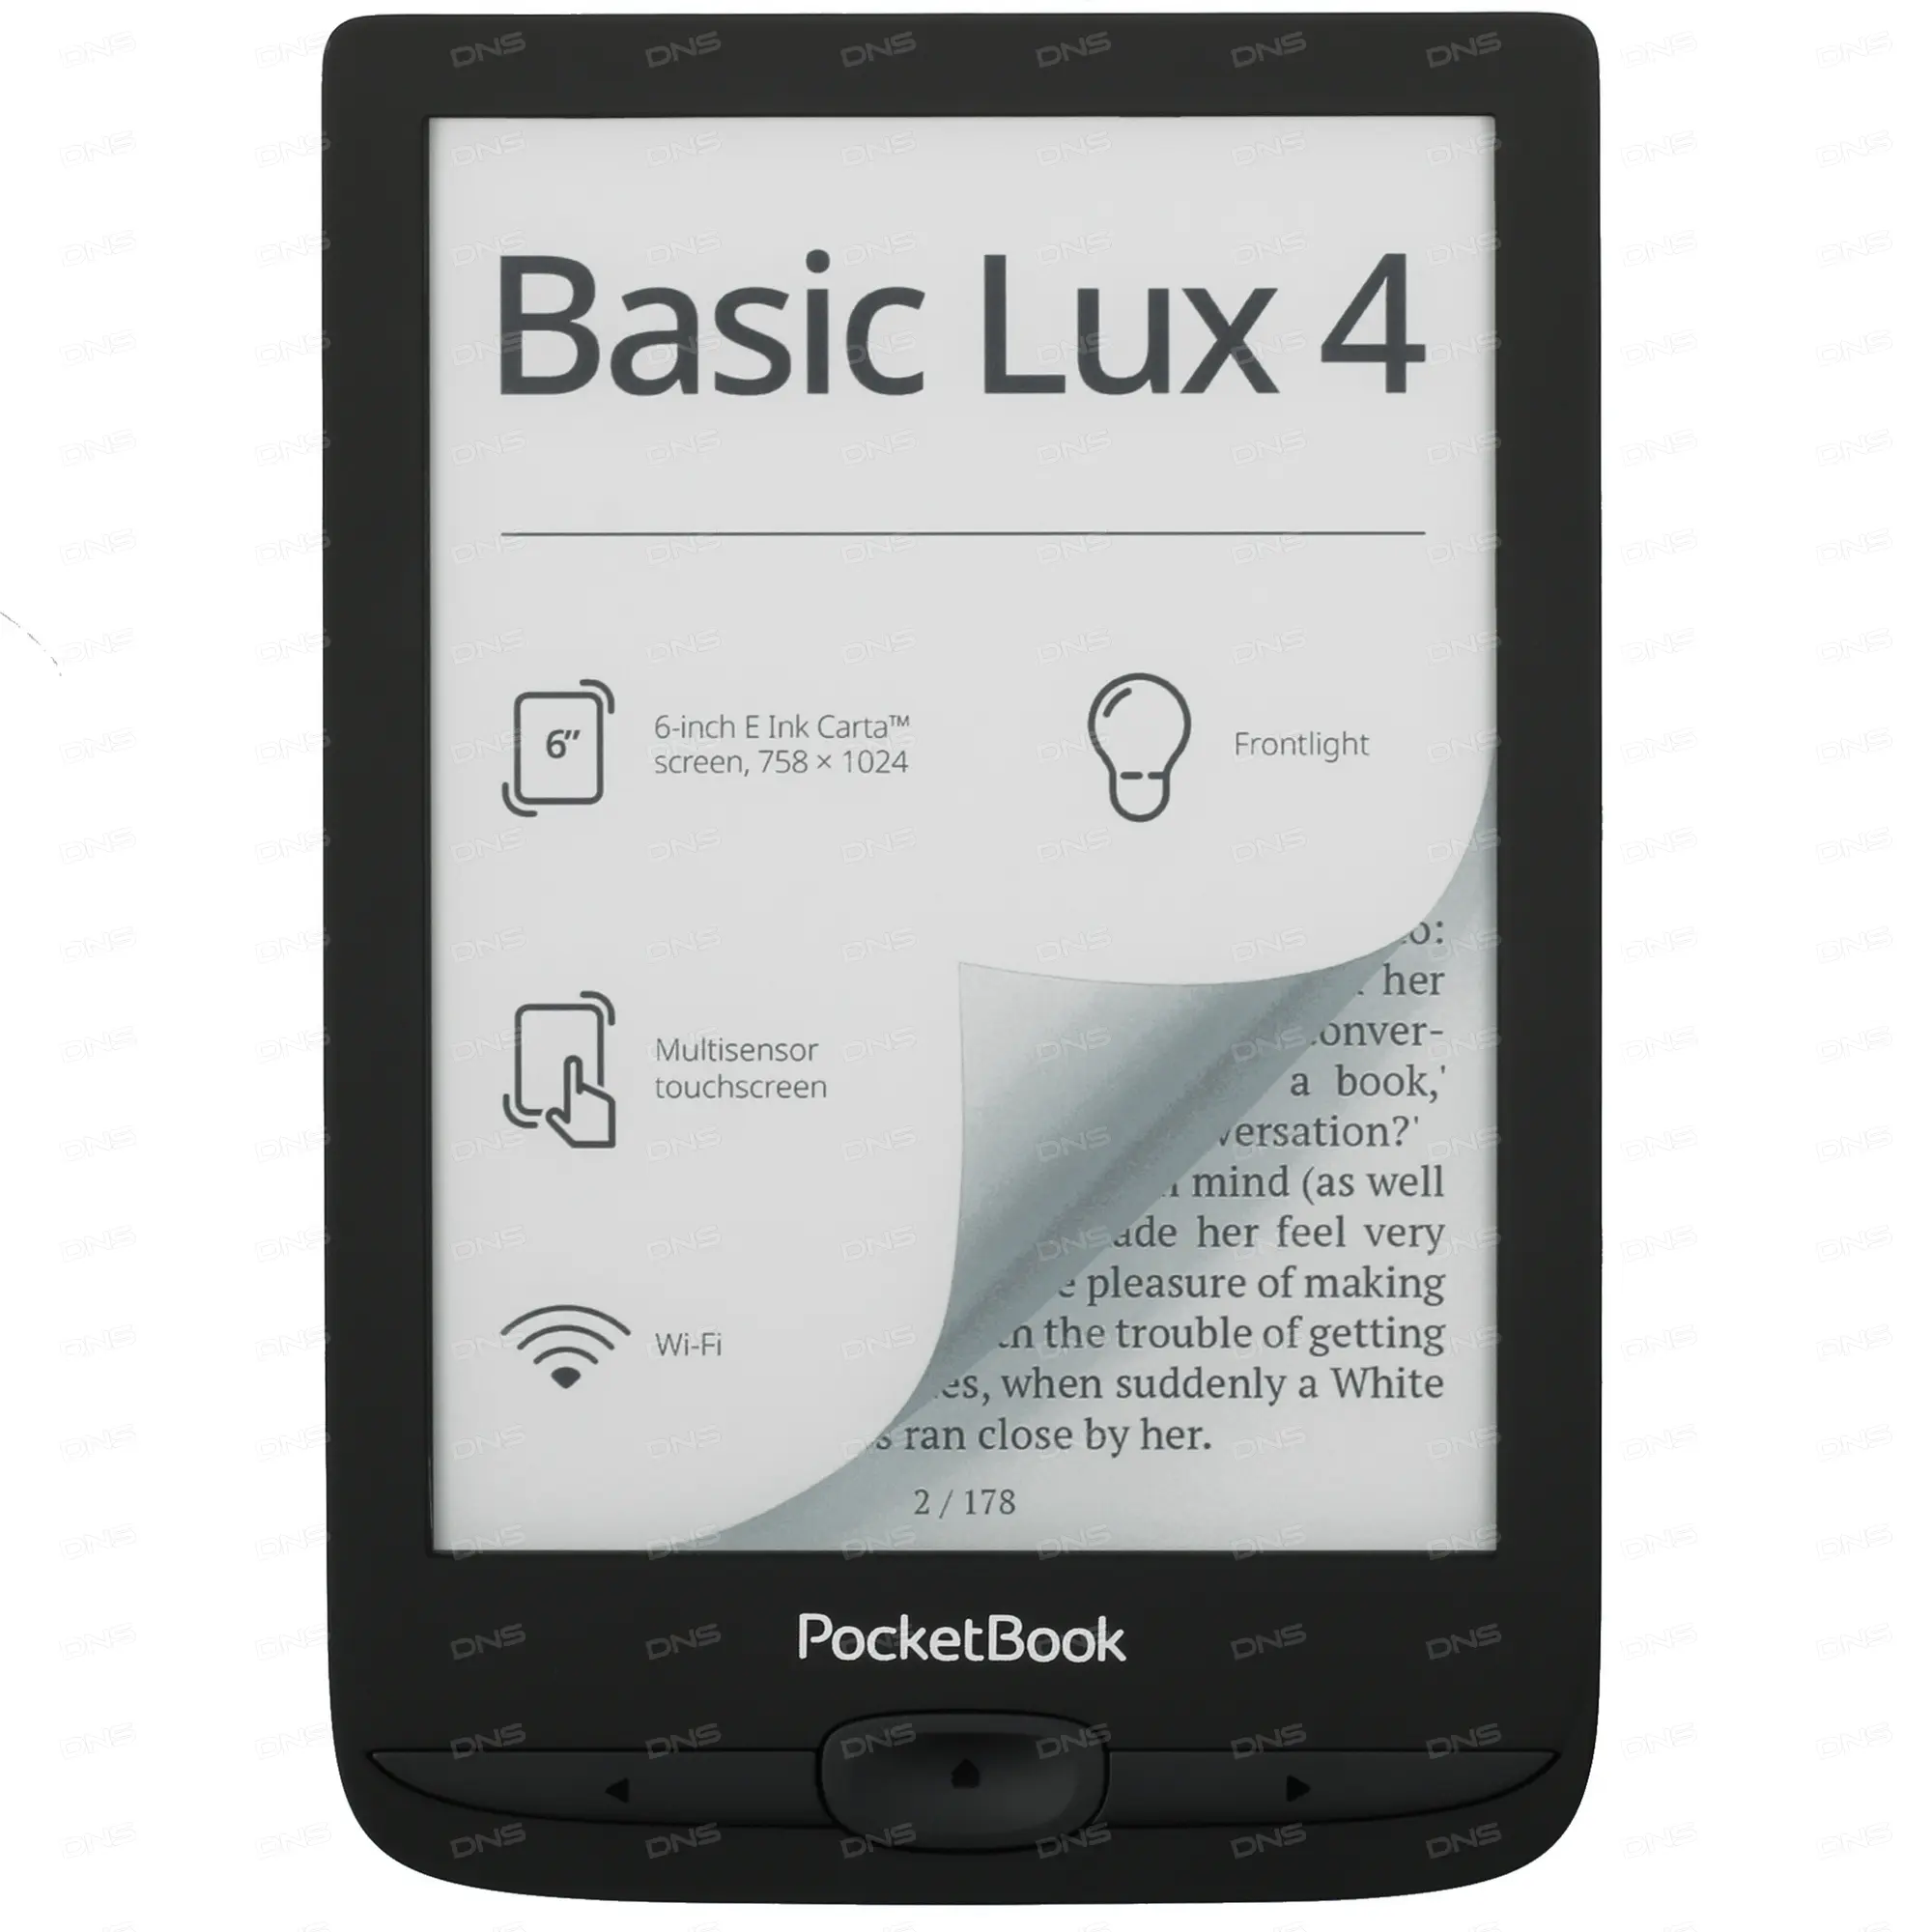 Basic Lux 4
6″
6-inch E Ink Carta™
screen, 758 × 1024
Frontlight
Multisensor
touchscreen
Wi-Fi
her
a book,'
mind (as well
her feel very
pleasure of making
the trouble of getting
when suddenly a White
ran close by her.
2 / 178
PocketBook
DNS